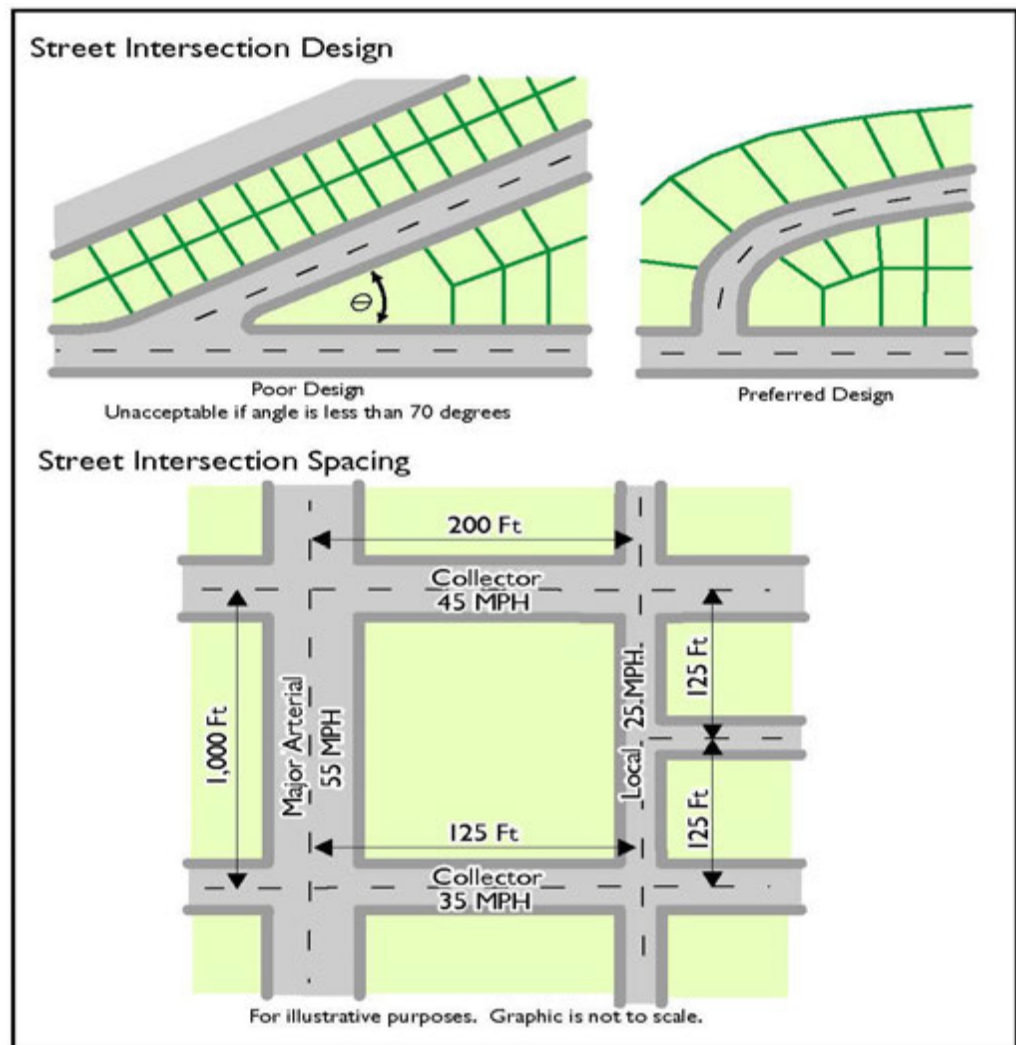 Street Intersection Design
θ
Poor Design
Unacceptable if angle is less than 70 degrees
Preferred Design
Street Intersection Spacing
200 Ft
Collector
45 MPH
1,000 Ft
Major Arterial
55 MPH
Local 25 MPH
125 Ft
125 Ft
125 Ft
Collector
35 MPH
For illustrative purposes. Graphic is not to scale.